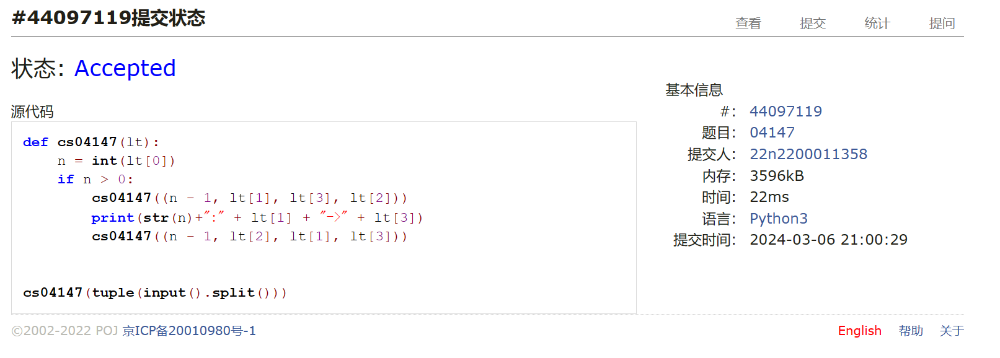 #44097119提交状态
查看 提交 统计 提问
状态: Accepted
源代码
def cs04147(lt):
    n = int(lt[0])
    if n > 0:
        cs04147((n - 1, lt[1], lt[3], lt[2]))
        print(str(n)+":" + lt[1] + "->" + lt[3])
        cs04147((n - 1, lt[2], lt[1], lt[3]))
cs04147(tuple(input().split()))
基本信息
#: 44097119
题目: 04147
提交人: 22n2200011358
内存: 3596kB
时间: 22ms
语言: Python3
提交时间: 2024-03-06 21:00:29
©2002-2022 POJ 京ICP备20010980号-1
English 帮助 关于